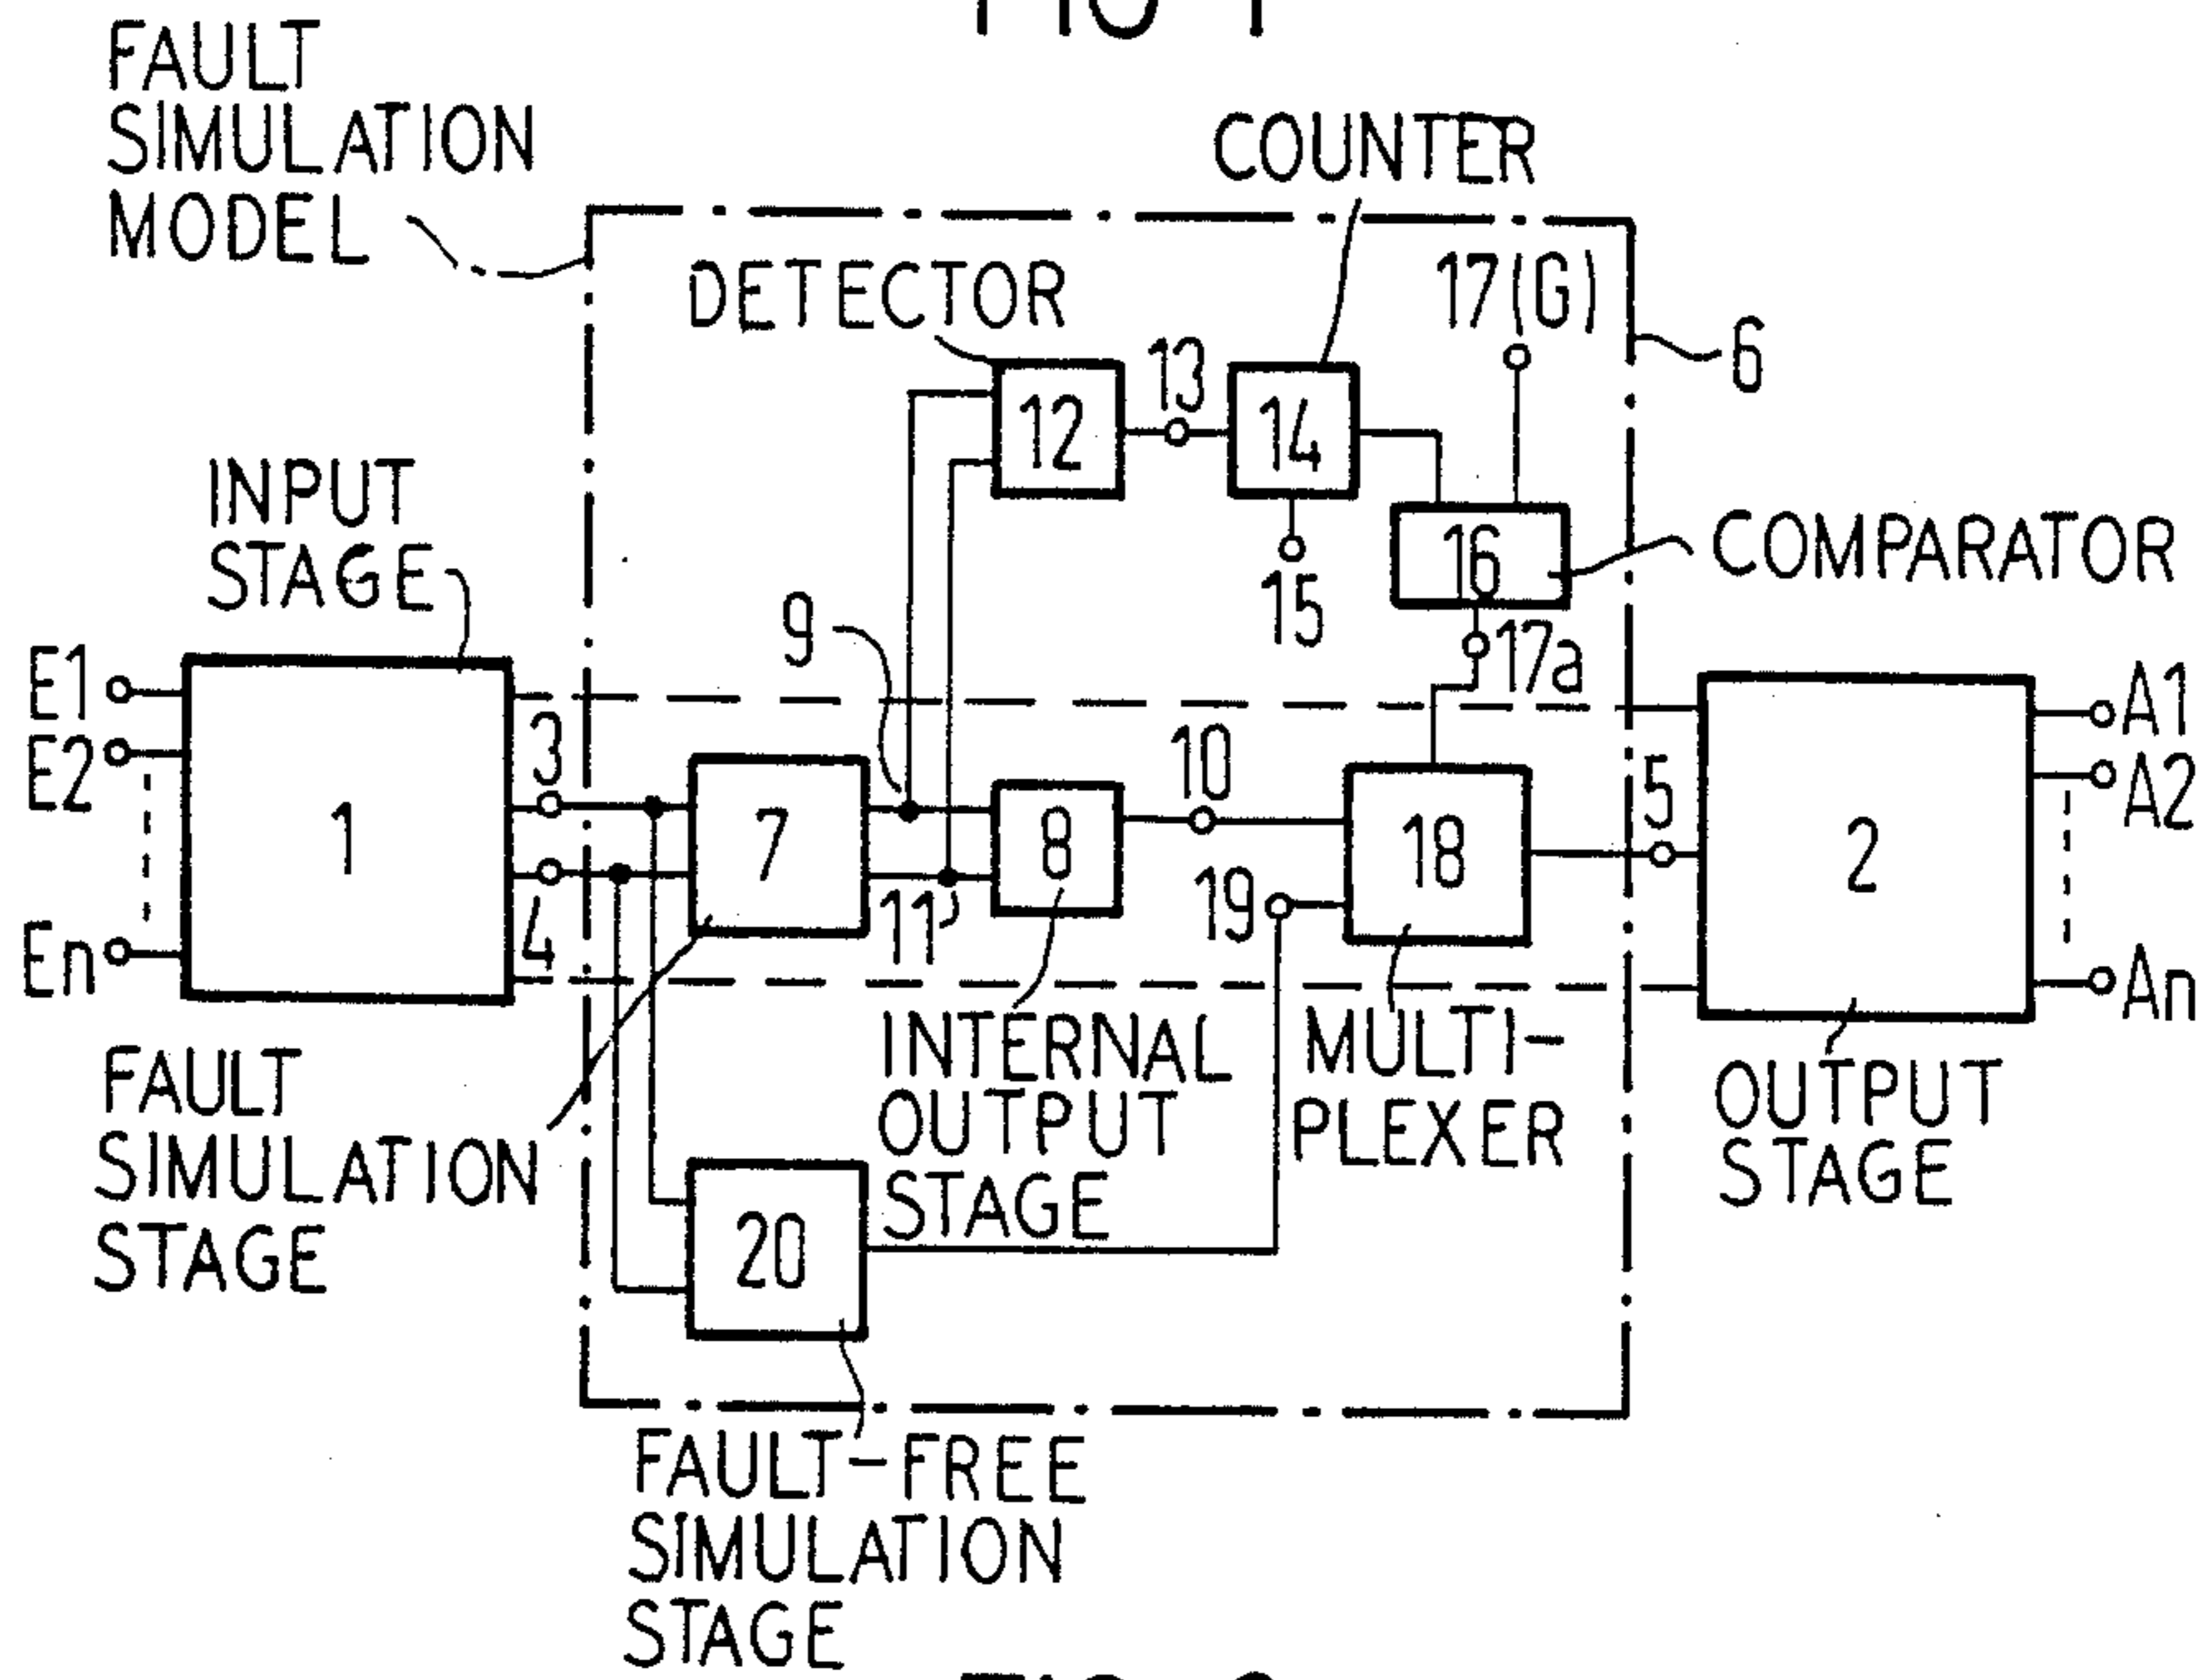 FAULT
SIMULATION
MODEL
COUNTER
DETECTOR
17(G)
6
12
13
14
15
16
COMPARATOR
17a
INPUT
STAGE
9
E1
E2
En
1
3
4
7
11
8
10
19
18
5
2
A1
A2
An
FAULT
SIMULATION
STAGE
INTERNAL
OUTPUT
STAGE
MULTI-
PLEXER
OUTPUT
STAGE
20
FAULT-FREE
SIMULATION
STAGE